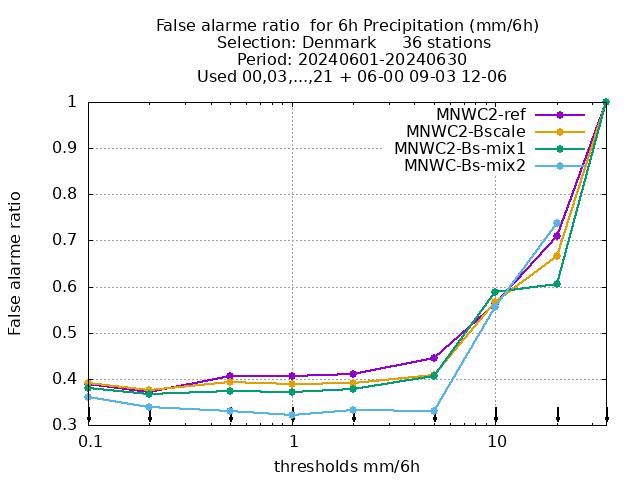 False alarme ratio  for 6h Precipitation (mm/6h)
Selection: Denmark     36 stations
Period: 20240601-20240630
Used 00,03,...,21 + 06-00 09-03 12-06
MNWC2-ref
MNWC2-Bscale
MNWC2-Bs-mix1
MNWC-Bs-mix2
False alarme ratio
1
0.9
0.8
0.7
0.6
0.5
0.4
0.3
0.1
1
10
thresholds mm/6h